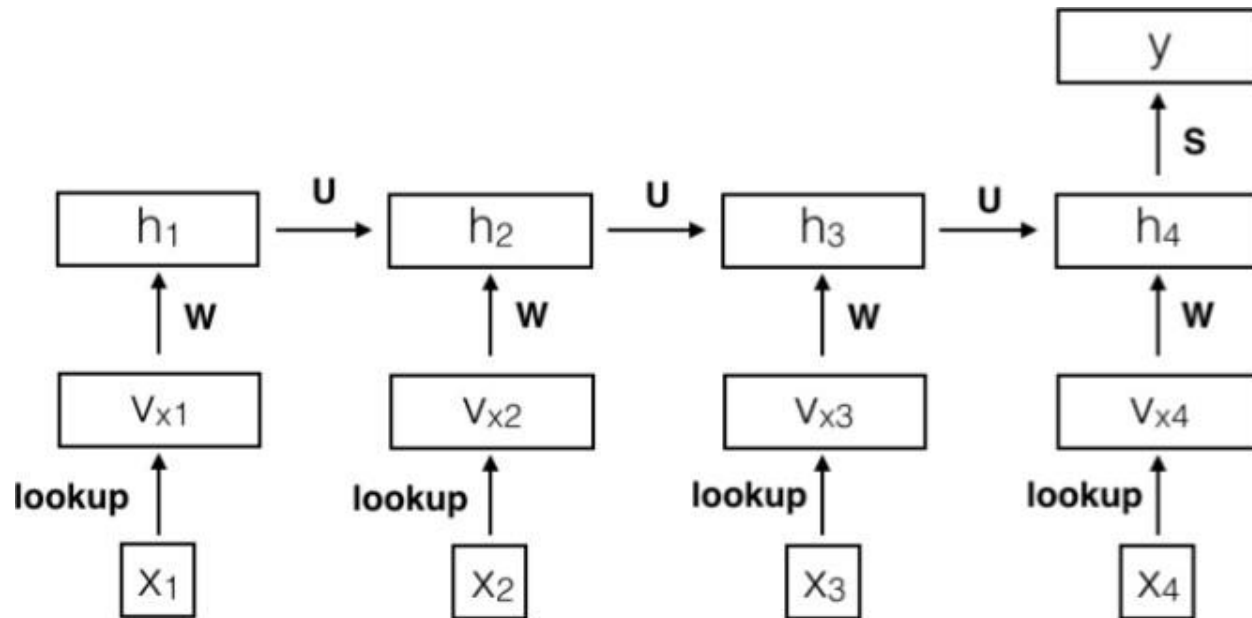 y
S
U U U
h1 h2 h3 h4
W W W W
Vx1 Vx2 Vx3 Vx4
lookup lookup lookup lookup
X1 X2 X3 X4